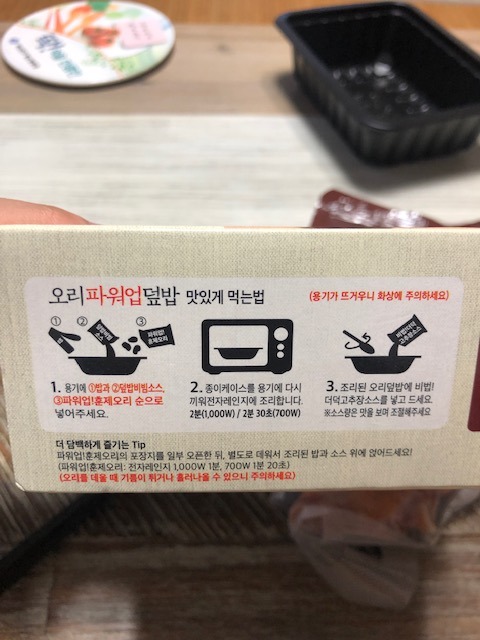 오리파워업덮밥 맛있게 먹는법 (용기가 뜨거우니 화상에 주의하세요)
① ② ③
밥 덮밥비빔소스 파워업! 훈제오리
비법!더덕 고추장소스
1. 용기에 ①밥과 ②덮밥비빔소스,
③파워업!훈제오리 순으로
넣어주세요.
2. 종이케이스를 용기에 다시
끼워전자레인지에 조리합니다.
2분(1,000W) / 2분 30초(700W)
3. 조리된 오리덮밥에 비법!
더덕고추장소스를 넣고 드세요.
※소스량은 맛을 보며 조절해주세요
더 담백하게 즐기는 Tip
파워업!훈제오리의 포장지를 일부 오픈한 뒤, 별도로 데워서 조리된 밥과 소스 위에 얹어드세요!
(파워업!훈제오리: 전자레인지 1,000W 1분, 700W 1분 20초)
(오리를 데울 때 기름이 튀거나 흘러나올 수 있으니 주의하세요)